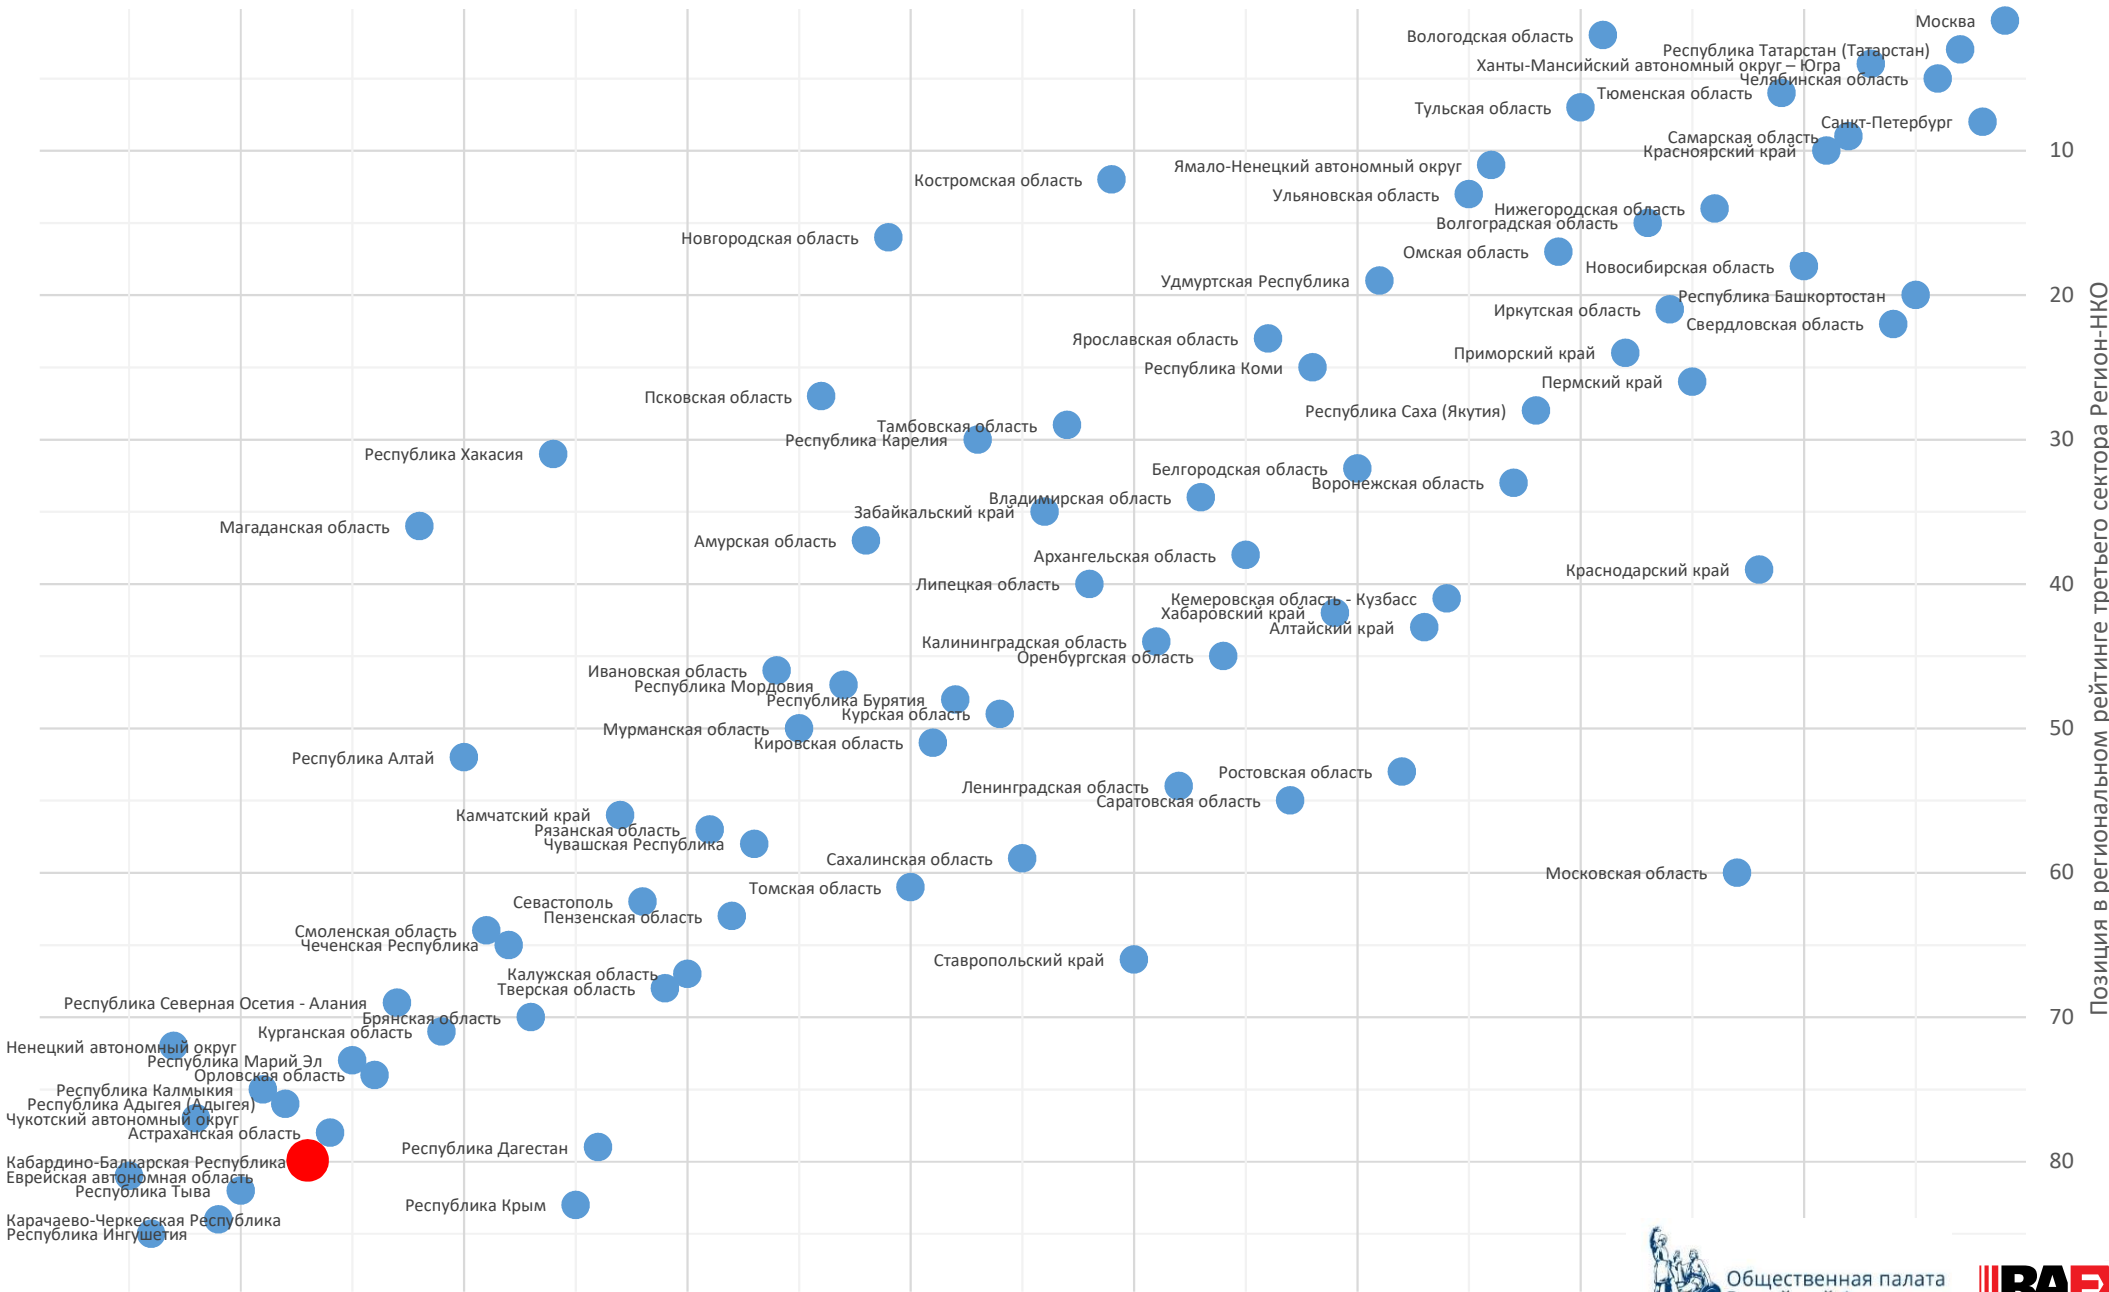 Москва
Вологодская область
Республика Татарстан (Татарстан)
Ханты-Мансийский автономный округ – Югра
Челябинская область
Тюменская область
Тульская область
Санкт-Петербург
Самарская область
Красноярский край
10
Ямало-Ненецкий автономный округ
Костромская область
Ульяновская область
Нижегородская область
Волгоградская область
Новгородская область
Омская область
Новосибирская область
Удмуртская Республика
Республика Башкортостан
20
Иркутская область
Свердловская область
Ярославская область
Приморский край
Республика Коми
Пермский край
Псковская область
Республика Саха (Якутия)
Тамбовская область
Республика Карелия
30
Республика Хакасия
Белгородская область
Воронежская область
Владимирская область
Забайкальский край
Магаданская область
Амурская область
Архангельская область
Краснодарский край
Липецкая область
40
Кемеровская область - Кузбасс
Хабаровский край
Алтайский край
Калининградская область
Оренбургская область
Ивановская область
Республика Мордовия
Республика Бурятия
Курская область
Мурманская область
50
Кировская область
Республика Алтай
Ростовская область
Ленинградская область
Саратовская область
Камчатский край
Рязанская область
Чувашская Республика
Сахалинская область
Московская область
60
Томская область
Севастополь
Пензенская область
Смоленская область
Чеченская Республика
Ставропольский край
Калужская область
Тверская область
Республика Северная Осетия - Алания
Брянская область
70
Курганская область
Ненецкий автономный округ
Республика Марий Эл
Орловская область
Республика Калмыкия
Республика Адыгея (Адыгея)
Чукотский автономный округ
Астраханская область
Республика Дагестан
Кабардино-Балкарская Республика
80
Еврейская автономная область
Республика Тыва
Республика Крым
Карачаево-Черкесская Республика
Республика Ингушетия
Позиция в региональном рейтинге третьего сектора Регион-НКО
Общественная палата